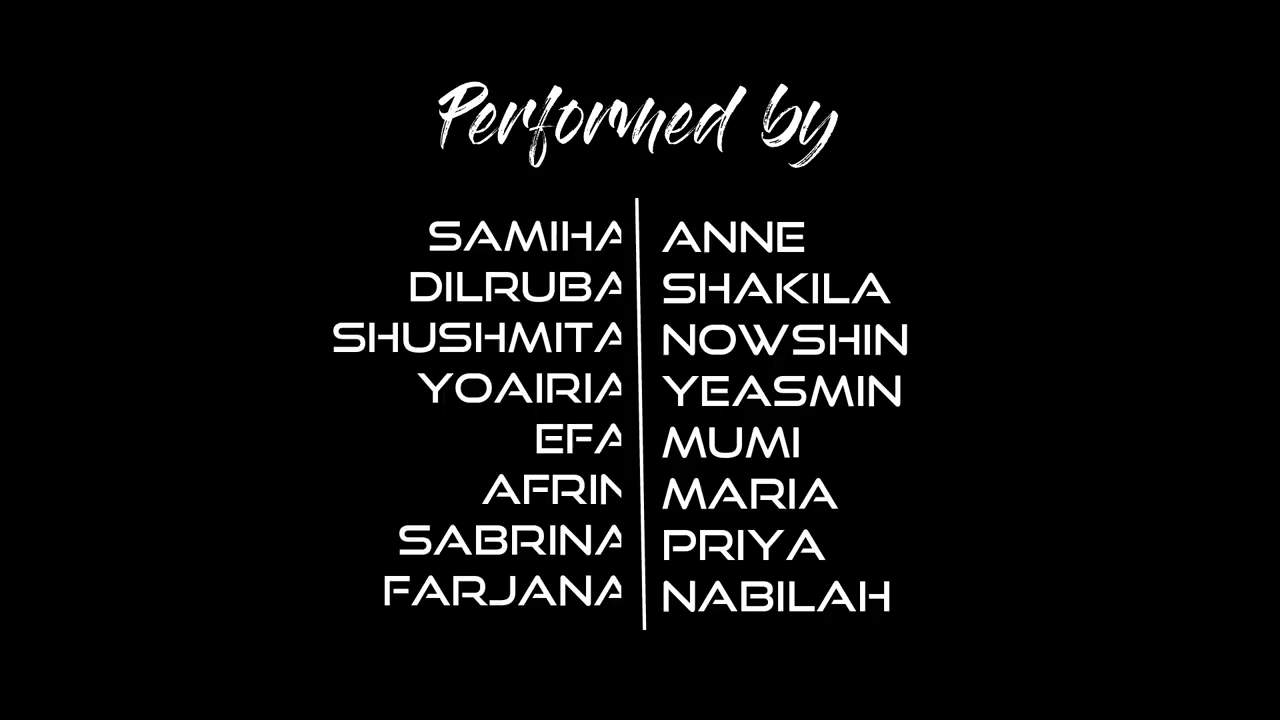 Performed by
SAMIHA
DILRUBA
SHUSHMITA
YOAIRIA
EFA
AFRIN
SABRINA
FARJANA
ANNE
SHAKILA
NOWSHIN
YEASMIN
MUMI
MARIA
PRIYA
NABILAH